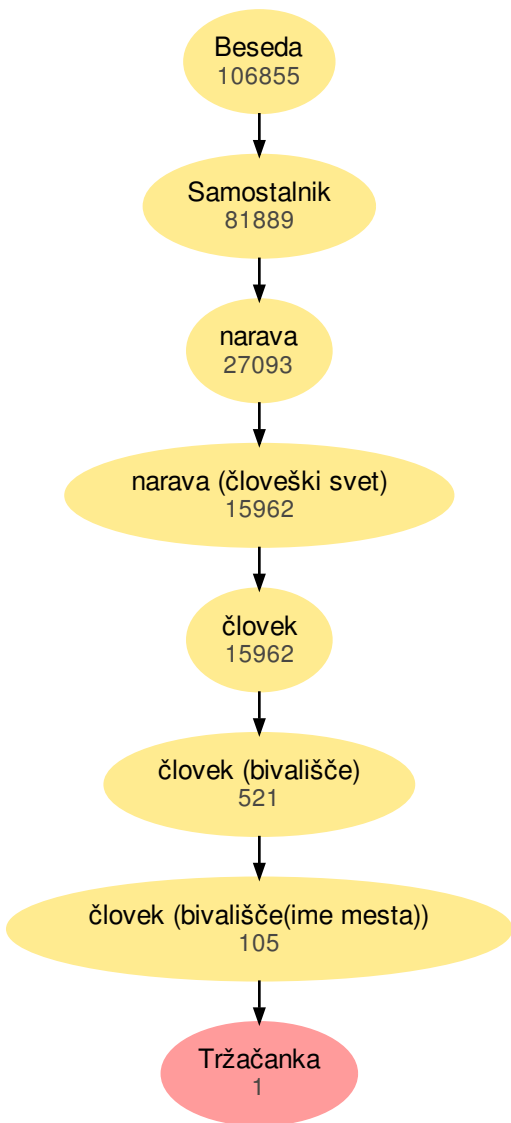 Beseda
106855
Samostalnik
81889
narava
27093
narava (človeški svet)
15962
človek
15962
človek (bivališče)
521
človek (bivališče(ime mesta))
105
Tržačanka
1